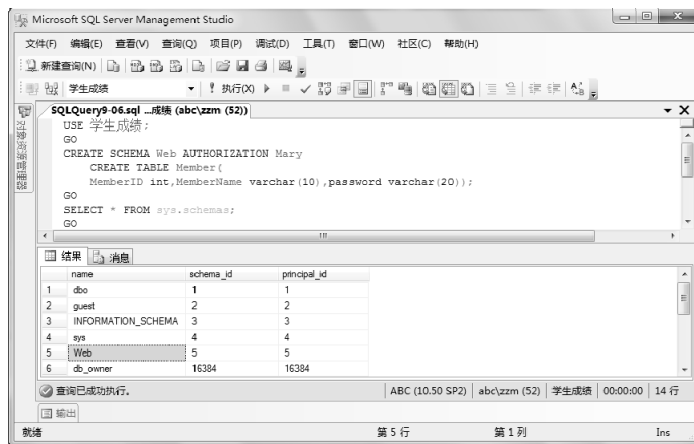 Microsoft SQL Server Management Studio
文件(F) 编辑(E) 查看(V) 查询(Q) 项目(P) 调试(D) 工具(T) 窗口(W) 社区(C) 帮助(H)
新建查询(N)
学生成绩 执行(X)
对象资源管理器
SQLQuery9-06.sql ...成绩 (abc\zzm (52))
USE 学生成绩;
GO
CREATE SCHEMA Web AUTHORIZATION Mary
CREATE TABLE Member(
MemberID int,MemberName varchar(10),password varchar(20));
GO
SELECT * FROM sys.schemas;
GO
结果 消息
name schema_id principal_id
1 dbo 1 1
2 guest 2 2
3 INFORMATION_SCHEMA 3 3
4 sys 4 4
5 Web 5 5
6 db_owner 16384 16384
查询已成功执行。 ABC (10.50 SP2) abc\zzm (52) 学生成绩 00:00:00 14 行
输出
就绪 第 5 行 第 1 列 Ins